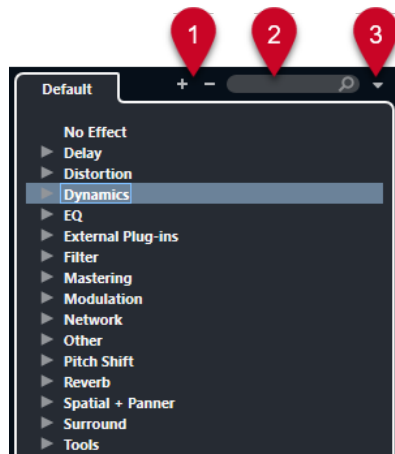 1 2 3
Default + −
No Effect
Delay
Distortion
Dynamics
EQ
External Plug-ins
Filter
Mastering
Modulation
Network
Other
Pitch Shift
Reverb
Spatial + Panner
Surround
Tools